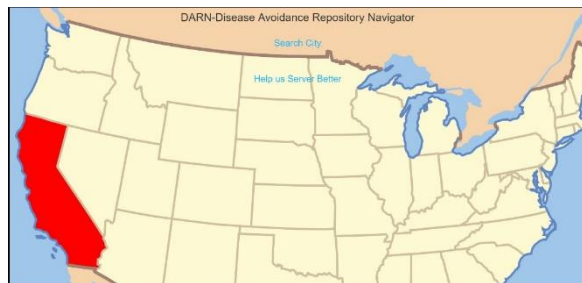 DARN-Disease Avoidance Repository Navigator
Search City
Help us Server Better